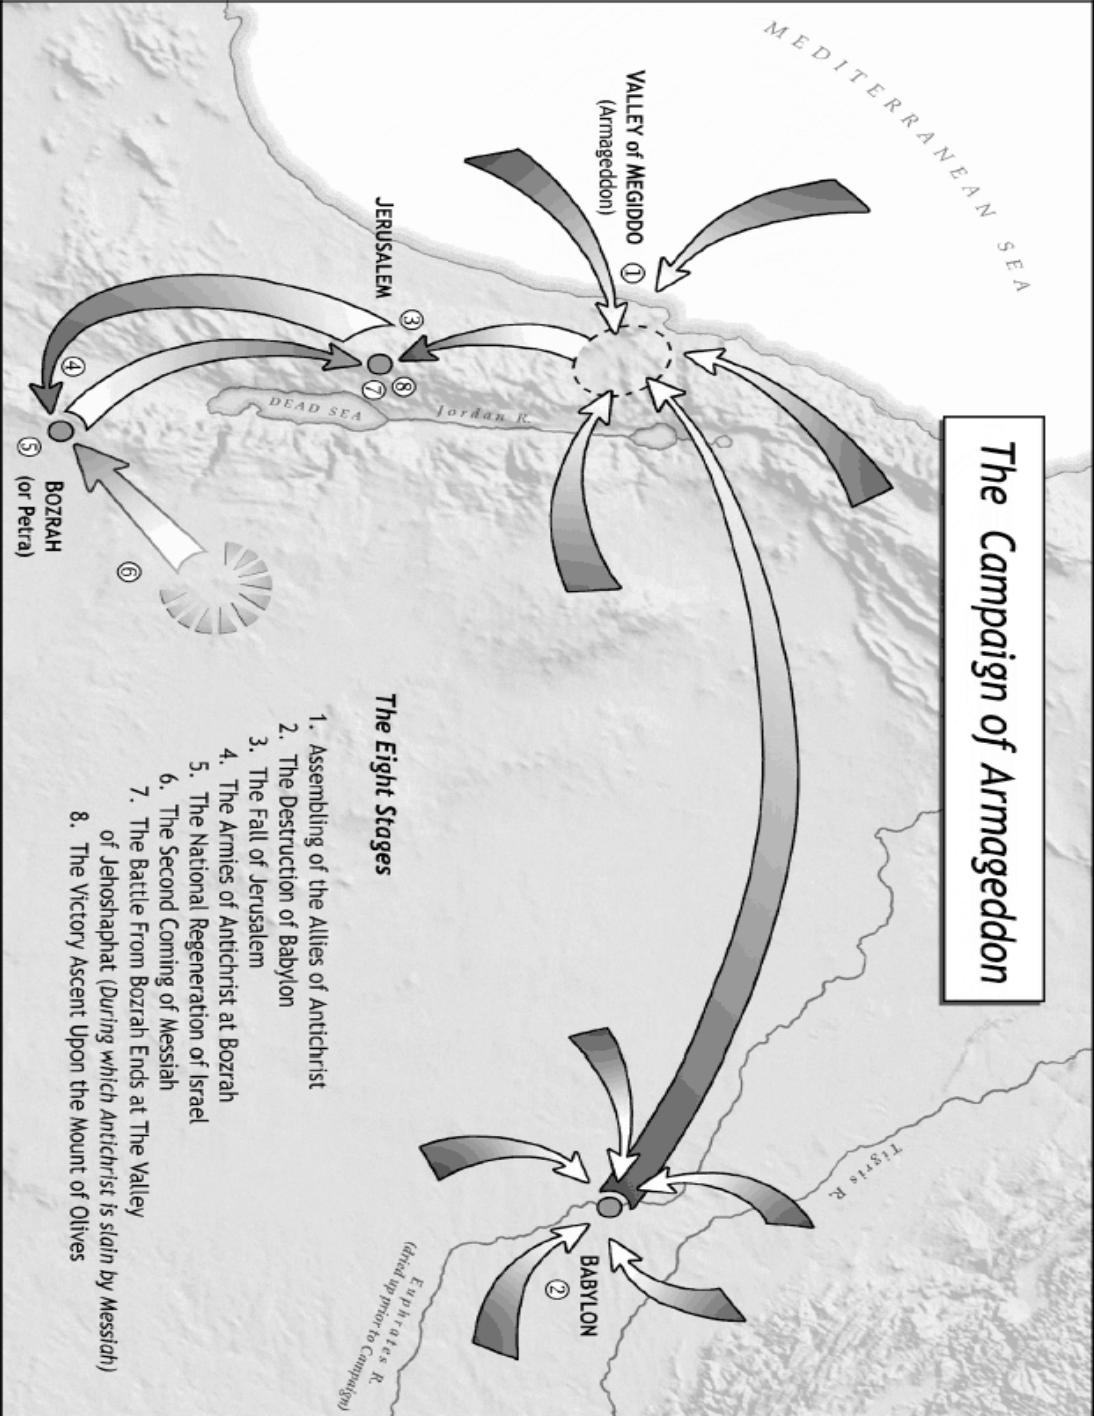 The Campaign of Armageddon
MEDITERRANEAN SEA
VALLEY of MEGIDDO ①
(Armageddon)
JERUSALEM
③
⑧
⑦
DEAD SEA
Jordan R.
④
⑤
BOZRAH
(or Petra)
⑥
Tigris R.
BABYLON
②
Euphrates R.
(dried up prior to Campaign)
The Eight Stages
1. Assembling of the Allies of Antichrist
2. The Destruction of Babylon
3. The Fall of Jerusalem
4. The Armies of Antichrist at Bozrah
5. The National Regeneration of Israel
6. The Second Coming of Messiah
7. The Battle From Bozrah Ends at The Valley
of Jehoshaphat (During which Antichrist is slain by Messiah)
8. The Victory Ascent Upon the Mount of Olives